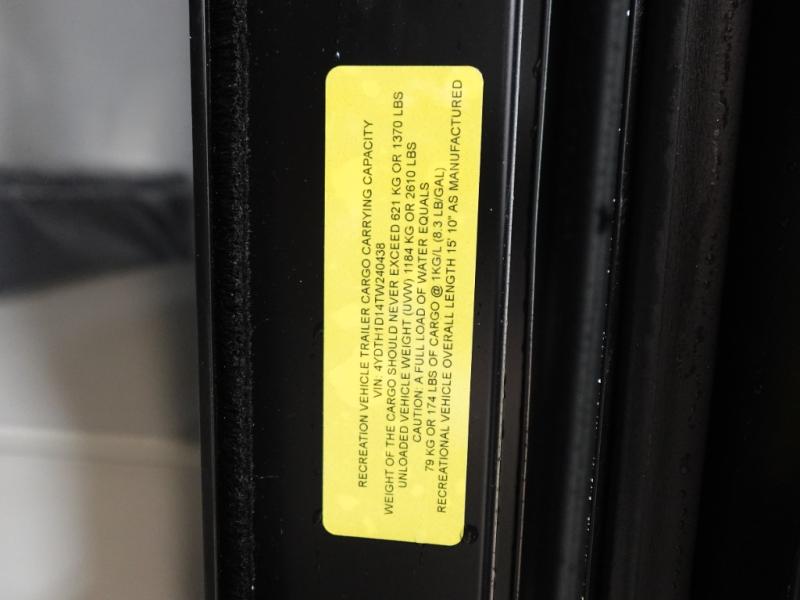 RECREATION VEHICLE TRAILER CARGO CARRYING CAPACITY
VIN: 4YDTH1D14TW240438
WEIGHT OF THE CARGO SHOULD NEVER EXCEED 621 KG OR 1370 LBS
UNLOADED VEHICLE WEIGHT (UVW) 1184 KG OR 2610 LBS
CAUTION: A FULL LOAD OF WATER EQUALS
79 KG OR 174 LBS OF CARGO @ 1KG/L (8.3 LB/GAL)
RECREATIONAL VEHICLE OVERALL LENGTH 15' 10" AS MANUFACTURED